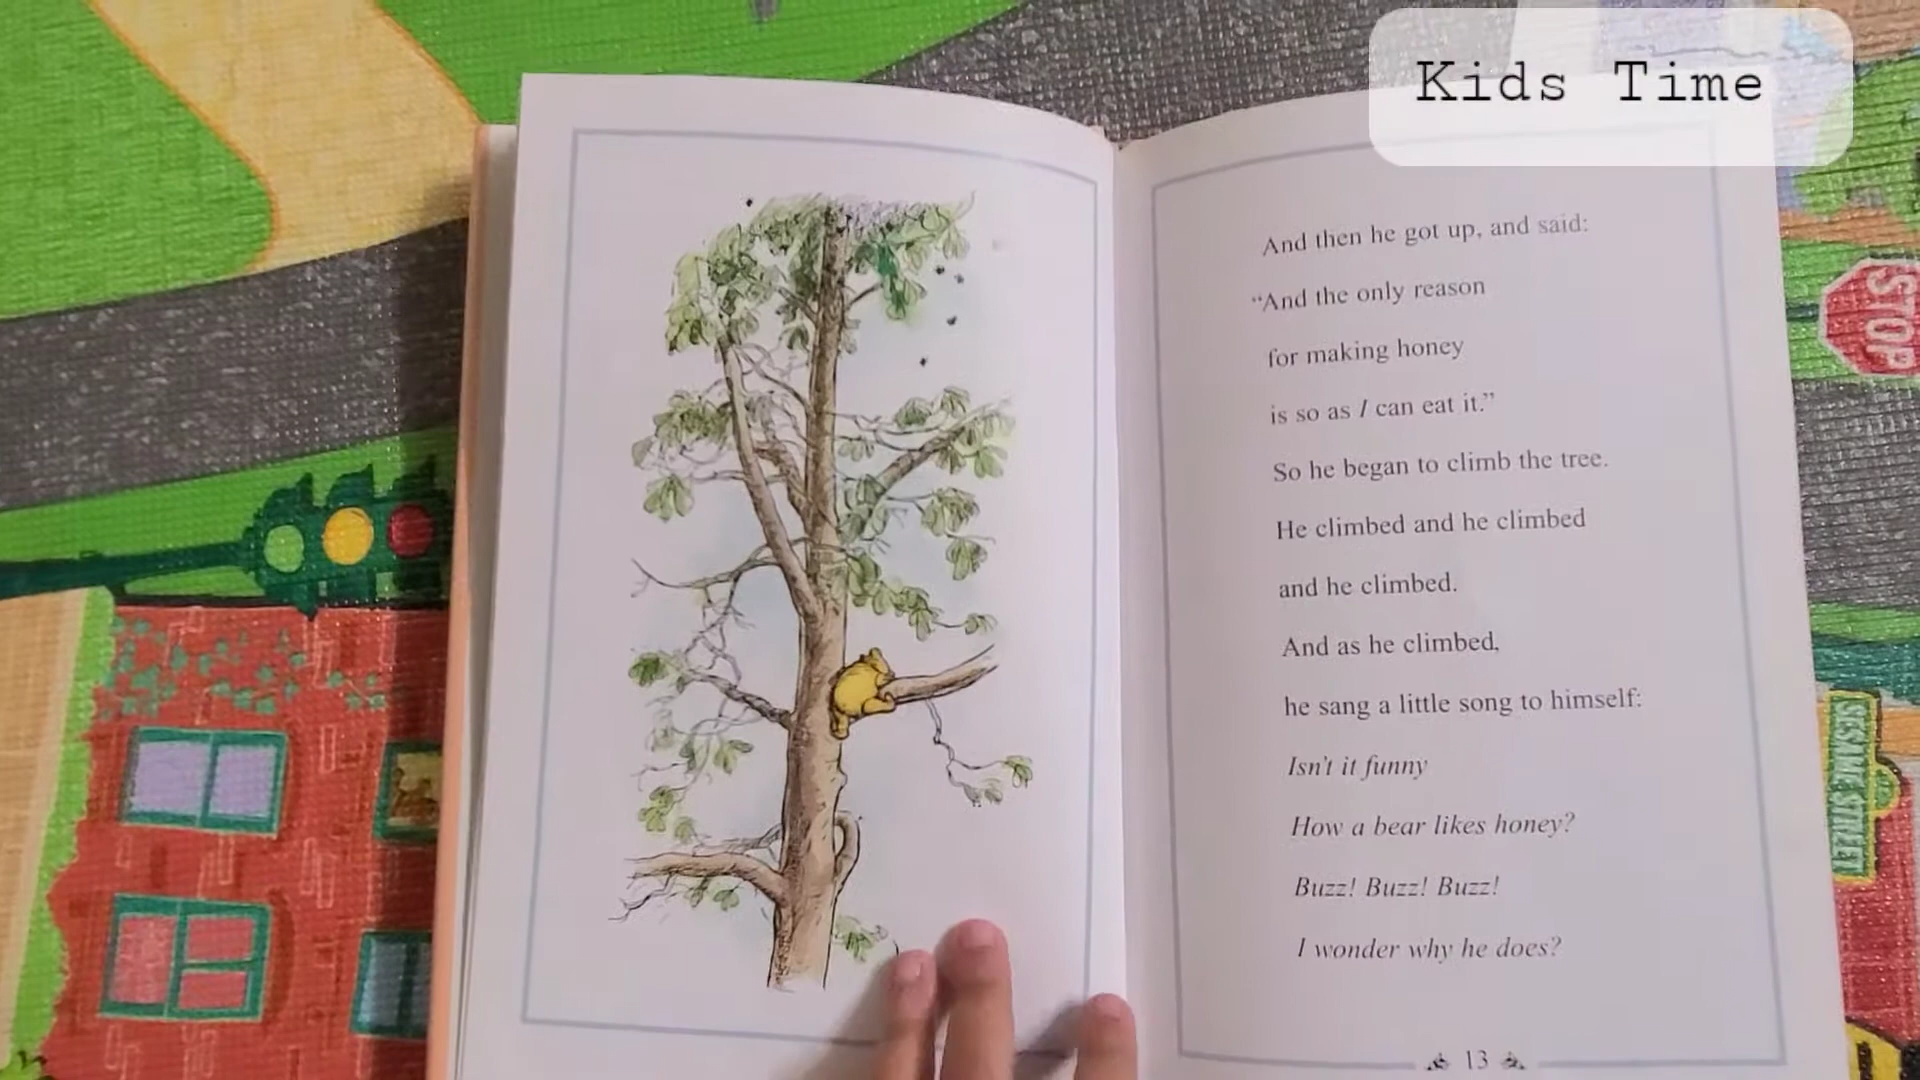 Kids Time
And then he got up, and said:
“And the only reason
for making honey
is so as I can eat it.”
So he began to climb the tree.
He climbed and he climbed
and he climbed.
And as he climbed,
he sang a little song to himself:
Isn't it funny
How a bear likes honey?
Buzz! Buzz! Buzz!
I wonder why he does?
13
STOP
SESAME STREET